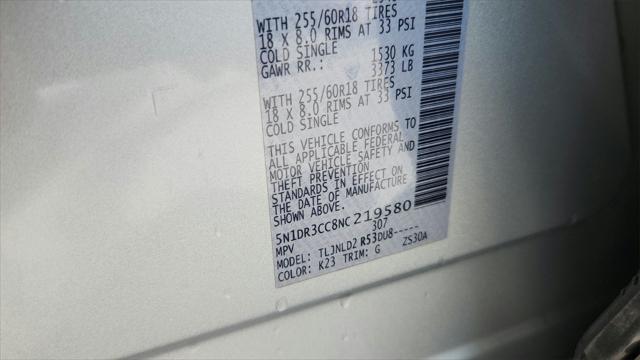 WITH 255/60R18 TIRES
18 X 8.0 RIMS AT 33 PSI
COLD SINGLE
GAWR RR.: 1530 KG
3373 LB
WITH 255/60R18 TIRES
18 X 8.0 RIMS AT 33 PSI
COLD SINGLE
THIS VEHICLE CONFORMS TO
ALL APPLICABLE FEDERAL
MOTOR VEHICLE SAFETY AND
THEFT PREVENTION
STANDARDS IN EFFECT ON
THE DATE OF MANUFACTURE
SHOWN ABOVE.
5N1DR3CC8NC219580
MPV 307
MODEL: TLJNLD2 R53DU8-----
COLOR: K23 TRIM: G ZS30A